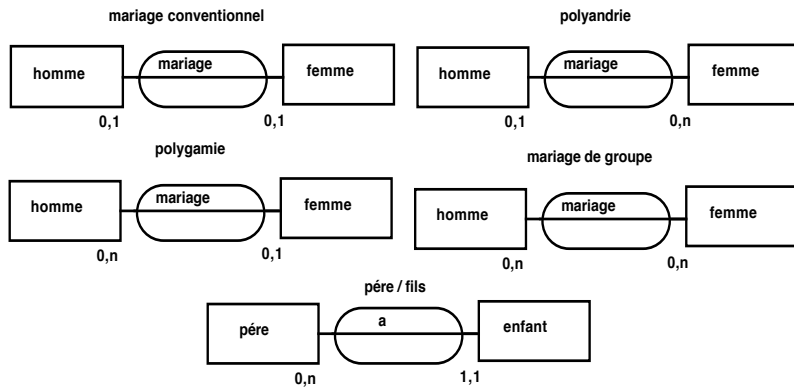 mariage conventionnel
homme
mariage
femme
0,1
0,1
polyandrie
homme
mariage
femme
0,1
0,n
polygamie
homme
mariage
femme
0,n
0,1
mariage de groupe
homme
mariage
femme
0,n
0,n
pére / fils
pére
a
enfant
0,n
1,1